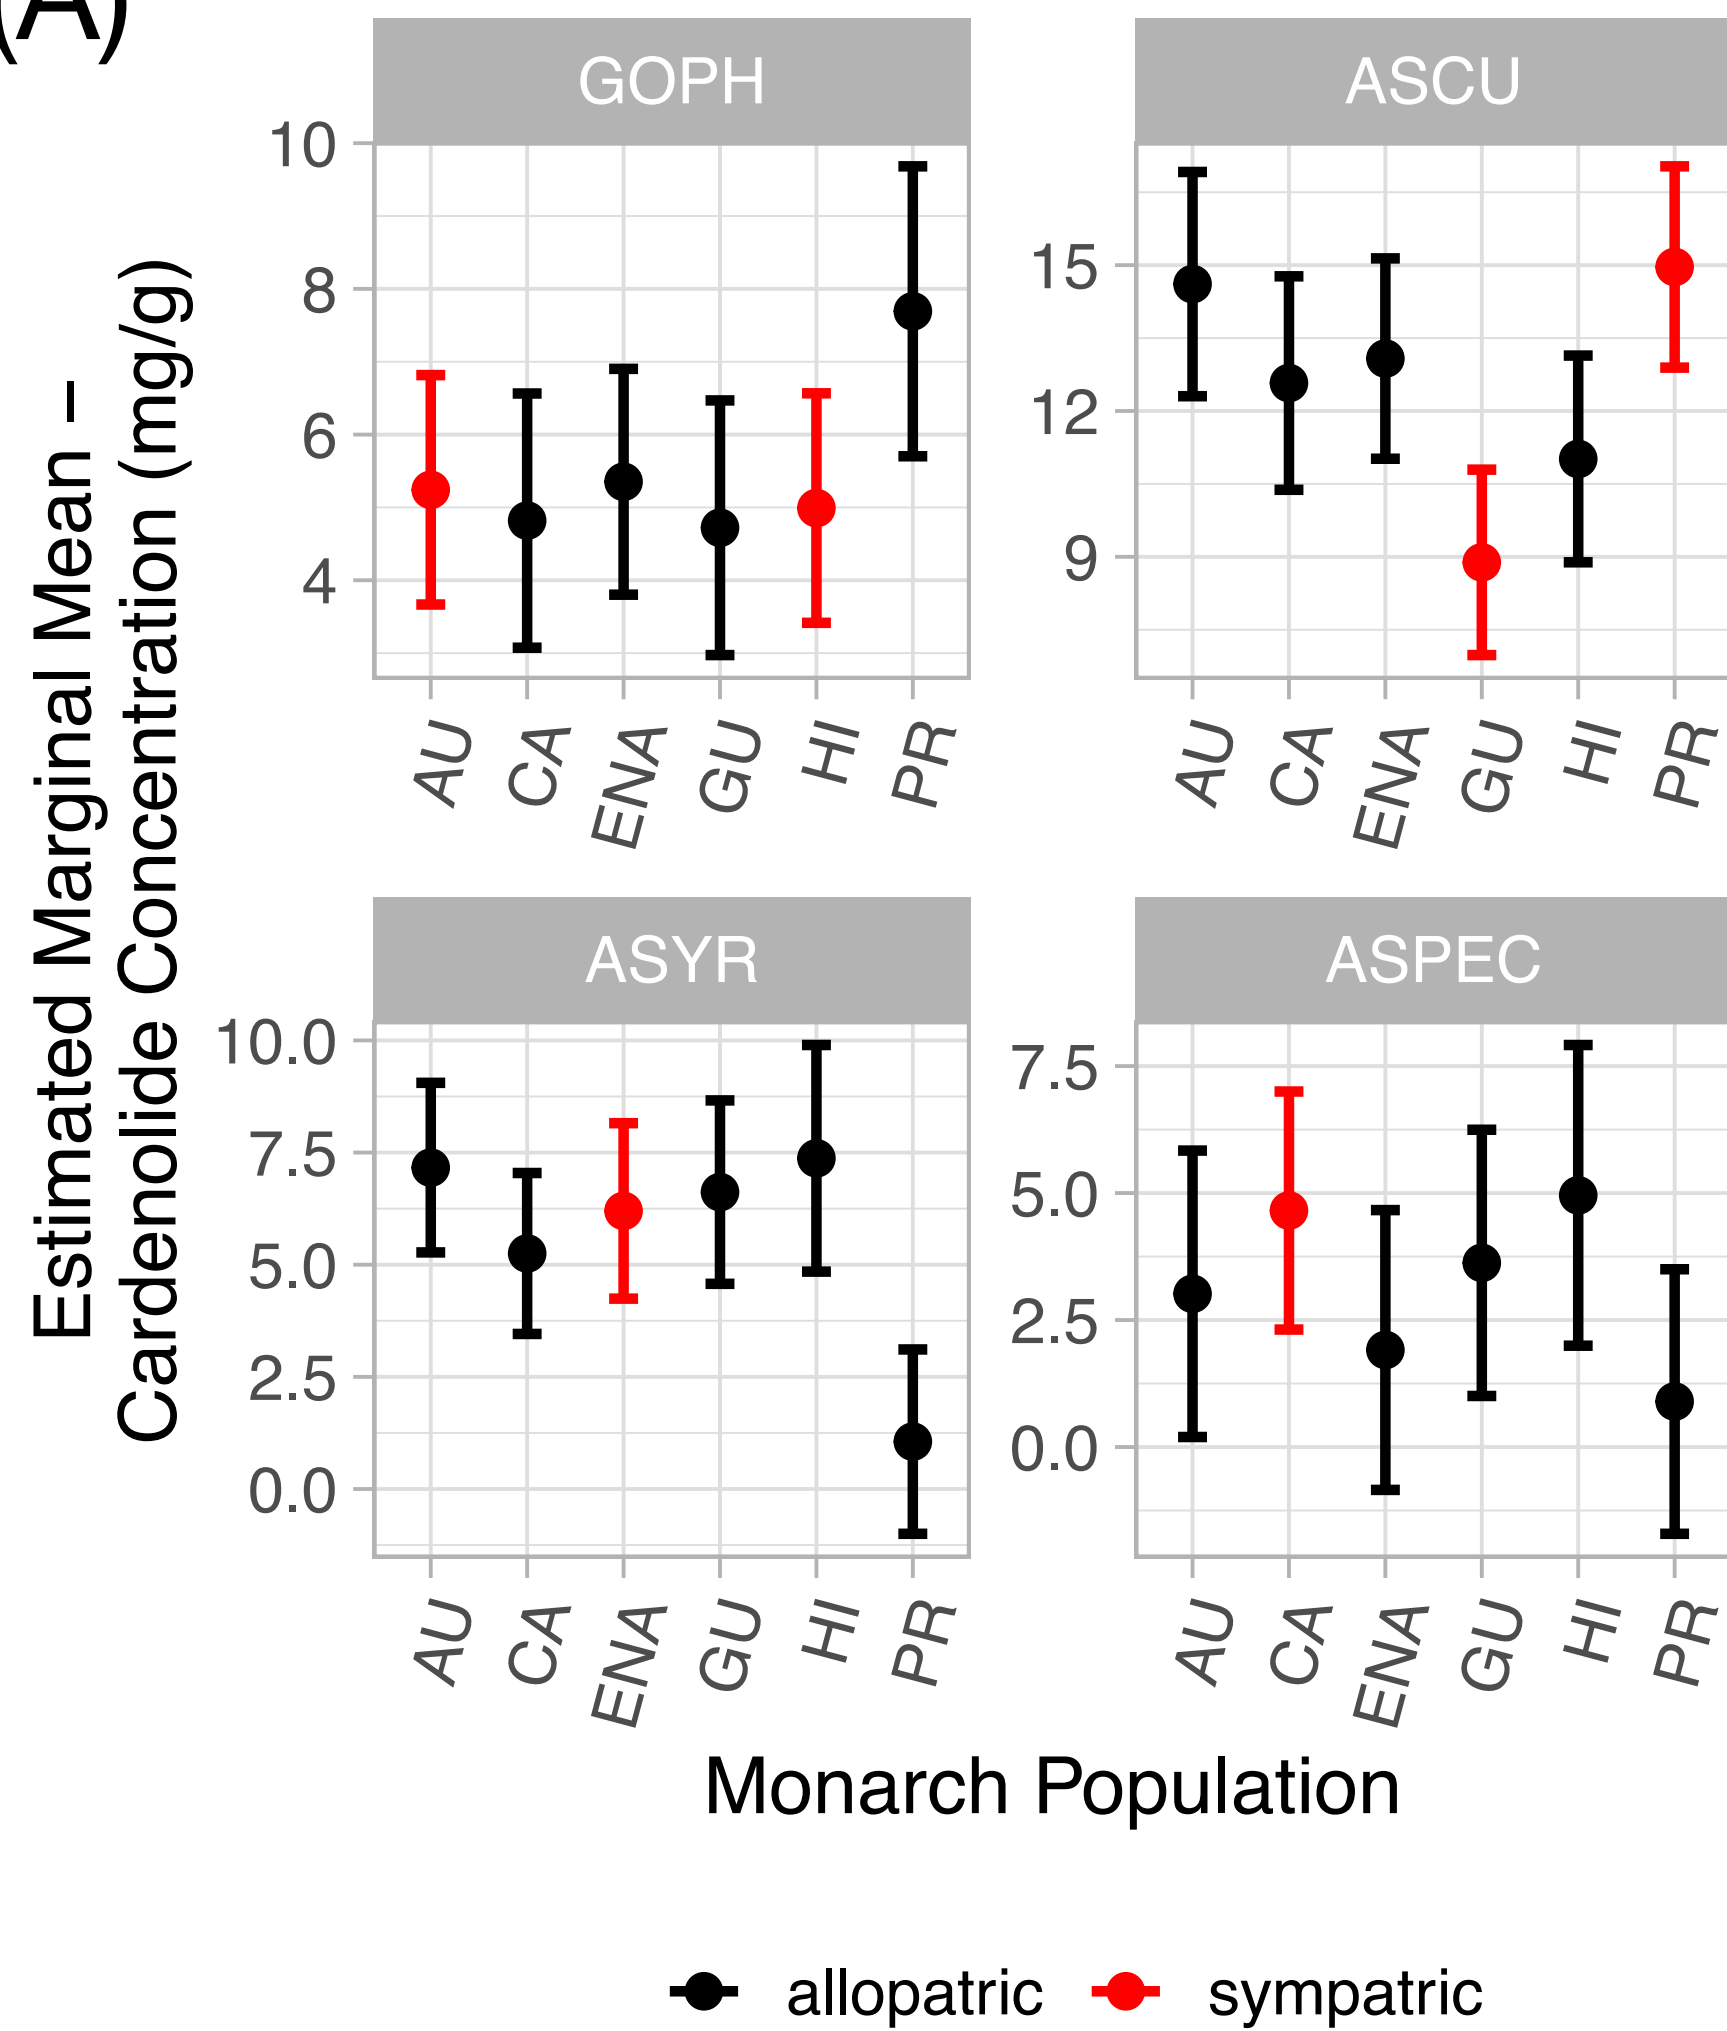 (A)
Estimated Marginal Mean –
Cardenolide Concentration (mg/g)
GOPH
10
8
6
4
AU CA ENA GU HI PR
ASCU
15
12
9
AU CA ENA GU HI PR
ASYR
10.0
7.5
5.0
2.5
0.0
AU CA ENA GU HI PR
ASPEC
7.5
5.0
2.5
0.0
AU CA ENA GU HI PR
Monarch Population
allopatric sympatric